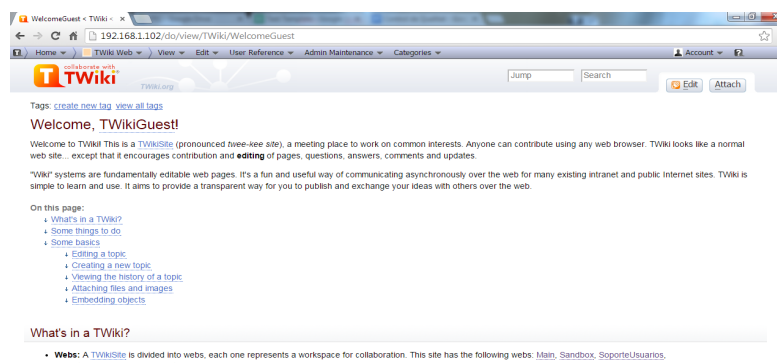 WelcomeGuest < TWiki <
192.168.1.102/do/view/TWiki/WelcomeGuest
Home TWiki Web View Edit User Reference Admin Maintenance Categories Account
collaborate with
TWiki
TWiki.org
Jump Search Edit Attach
Tags: create new tag view all tags
Welcome, TWikiGuest!
Welcome to TWiki! This is a TWikiSite (pronounced twee-kee site), a meeting place to work on common interests. Anyone can contribute using any web browser. TWiki looks like a normal
web site... except that it encourages contribution and editing of pages, questions, answers, comments and updates.
"Wiki" systems are fundamentally editable web pages. It's a fun and useful way of communicating asynchronously over the web for many existing intranet and public Internet sites. TWiki is
simple to learn and use. It aims to provide a transparent way for you to publish and exchange your ideas with others over the web.
On this page:
↓ What's in a TWiki?
↓ Some things to do
↓ Some basics
↓ Editing a topic
↓ Creating a new topic
↓ Viewing the history of a topic
↓ Attaching files and images
↓ Embedding objects
What's in a TWiki?
• Webs: A TWikiSite is divided into webs, each one represents a workspace for collaboration. This site has the following webs: Main, Sandbox, SoporteUsuarios,